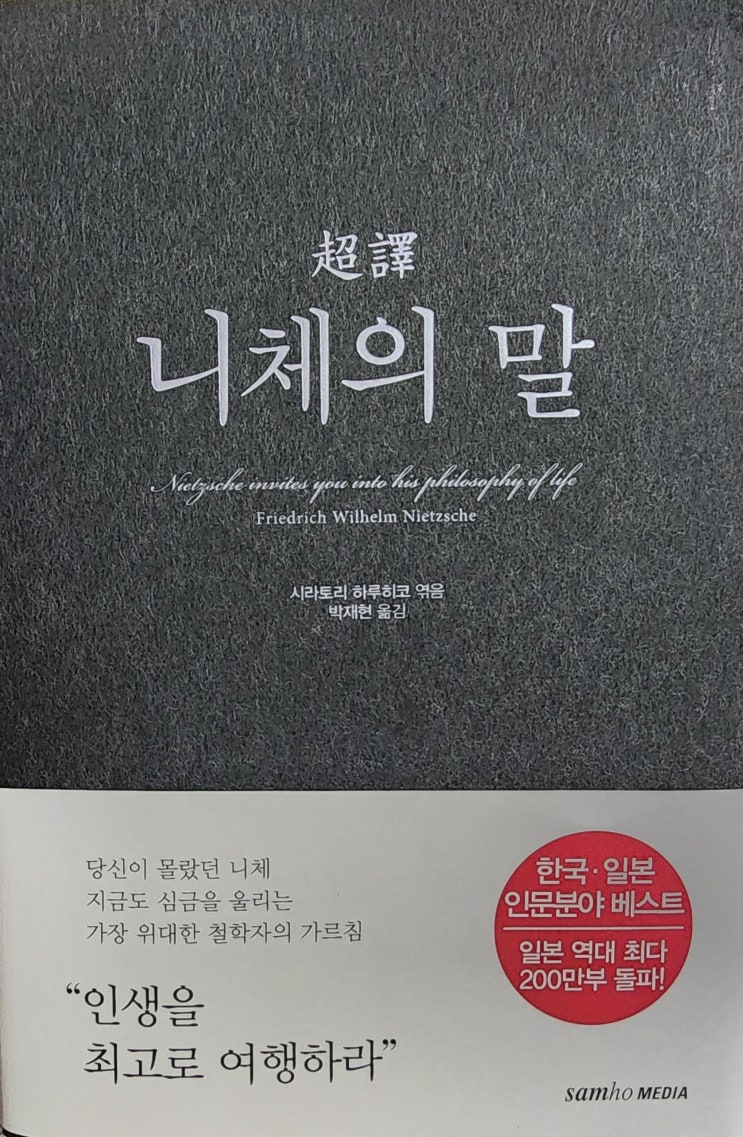 超譯
니체의 말
Nietzsche invites you into his philosophy of life
Friedrich Wilhelm Nietzsche
시라토리 하루히코 엮음
박재현 옮김
당신이 몰랐던 니체
지금도 심금을 울리는
가장 위대한 철학자의 가르침
“인생을
최고로 여행하라”
한국·일본
인문분야 베스트
일본 역대 최다
200만부 돌파!
samho MEDIA